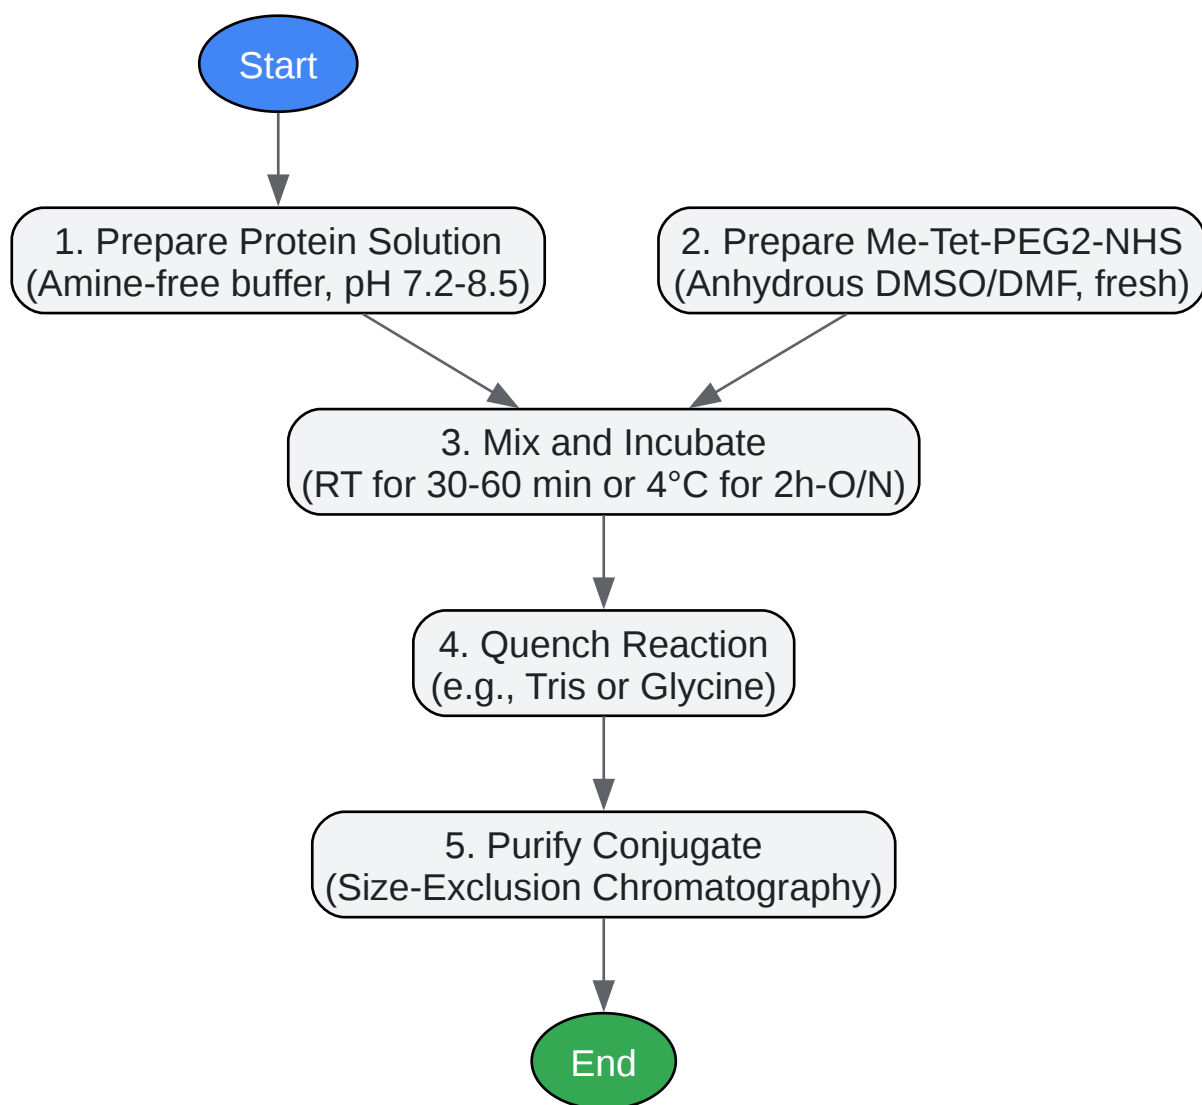 Start
1. Prepare Protein Solution
(Amine-free buffer, pH 7.2-8.5)
2. Prepare Me-Tet-PEG2-NHS
(Anhydrous DMSO/DMF, fresh)
3. Mix and Incubate
(RT for 30-60 min or 4°C for 2h-O/N)
4. Quench Reaction
(e.g., Tris or Glycine)
5. Purify Conjugate
(Size-Exclusion Chromatography)
End